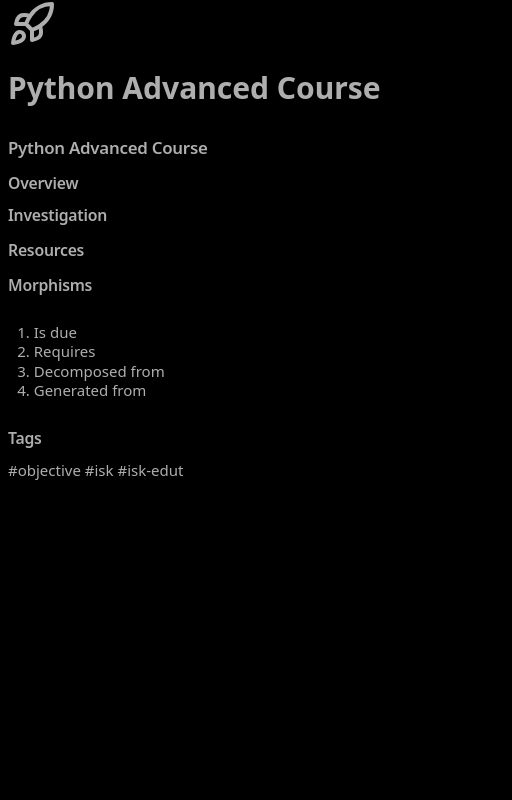 Python Advanced Course
Python Advanced Course
Overview
Investigation
Resources
Morphisms
1. Is due
2. Requires
3. Decomposed from
4. Generated from
Tags
#objective #isk #isk-edut